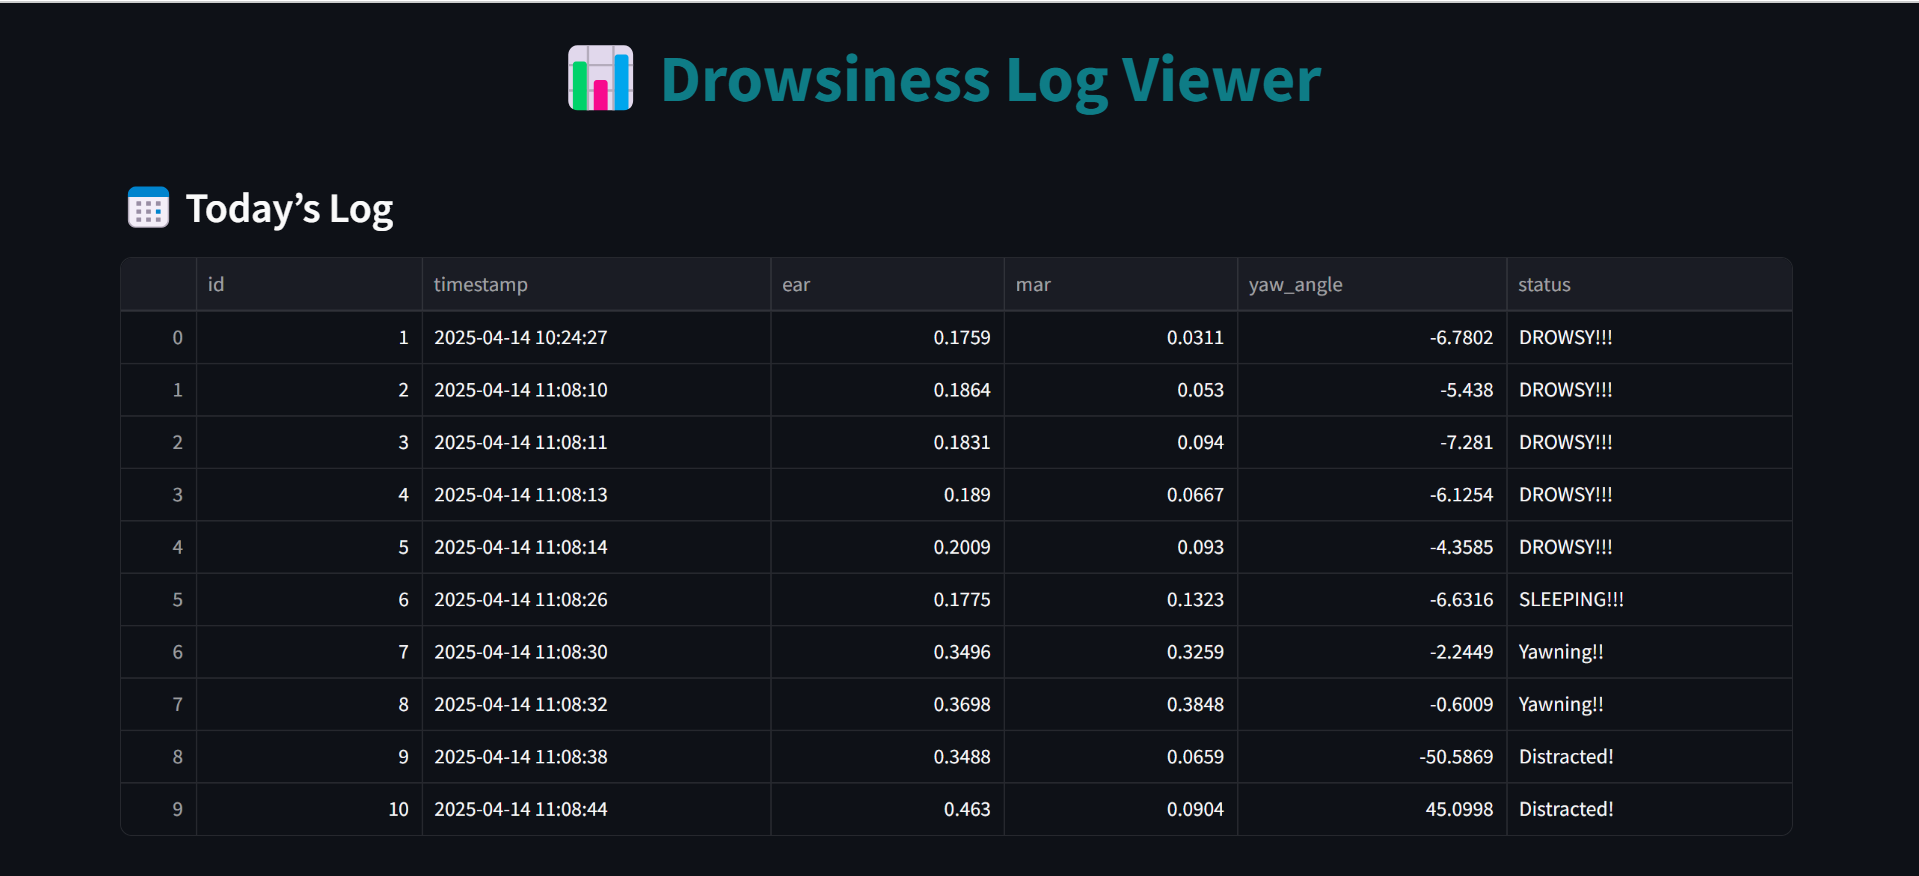 Drowsiness Log Viewer
Today’s Log
id timestamp ear mar yaw_angle status
0 1 2025-04-14 10:24:27 0.1759 0.0311 -6.7802 DROWSY!!!
1 2 2025-04-14 11:08:10 0.1864 0.053 -5.438 DROWSY!!!
2 3 2025-04-14 11:08:11 0.1831 0.094 -7.281 DROWSY!!!
3 4 2025-04-14 11:08:13 0.189 0.0667 -6.1254 DROWSY!!!
4 5 2025-04-14 11:08:14 0.2009 0.093 -4.3585 DROWSY!!!
5 6 2025-04-14 11:08:26 0.1775 0.1323 -6.6316 SLEEPING!!!
6 7 2025-04-14 11:08:30 0.3496 0.3259 -2.2449 Yawning!!
7 8 2025-04-14 11:08:32 0.3698 0.3848 -0.6009 Yawning!!
8 9 2025-04-14 11:08:38 0.3488 0.0659 -50.5869 Distracted!
9 10 2025-04-14 11:08:44 0.463 0.0904 45.0998 Distracted!